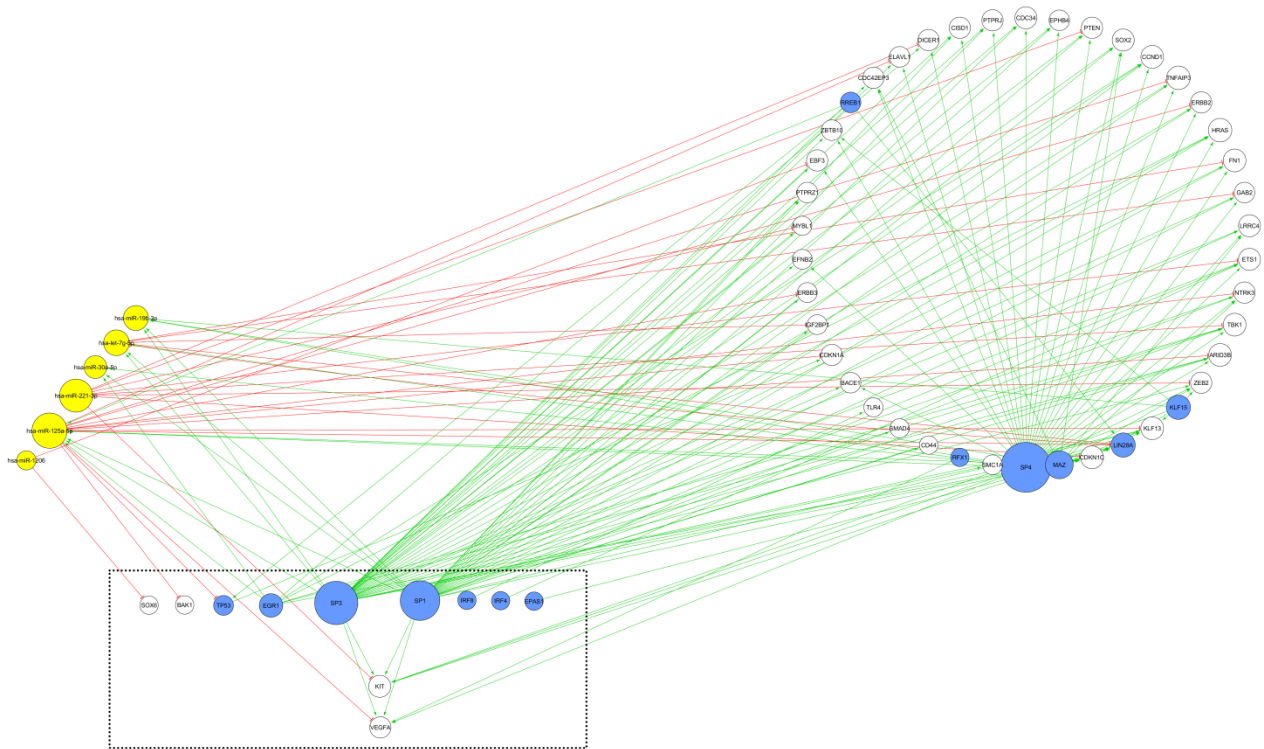 EPHB4
CDC34
PTPRJ
CISD1
PTEN
DICER1
SOX2
ELAVL1
CCND1
CDC42EP3
TNFAIP3
RREB1
ERBB2
ZBTB10
HRAS
EBF3
FN1
PTPRZ1
GAB2
MYBL1
LRRC4
EFNB2
ETS1
ERBB3
NTRK3
hsa-miR-19b-3p
IGF2BP1
TBK1
hsa-let-7g-5p
CDKN1A
ARID3B
hsa-miR-30a-5p
BACE1
ZEB2
hsa-miR-221-3p
TLR4
KLF15
hsa-miR-125a-5p
SMAD4
KLF13
CD44
LIN28A
hsa-miR-1206
RFX1
SMC1A
SP4
MAZ
CDKN1C
SOX6
BAK1
TP53
EGR1
SP3
SP1
IRF8
IRF4
EPAS1
KIT
VEGFA